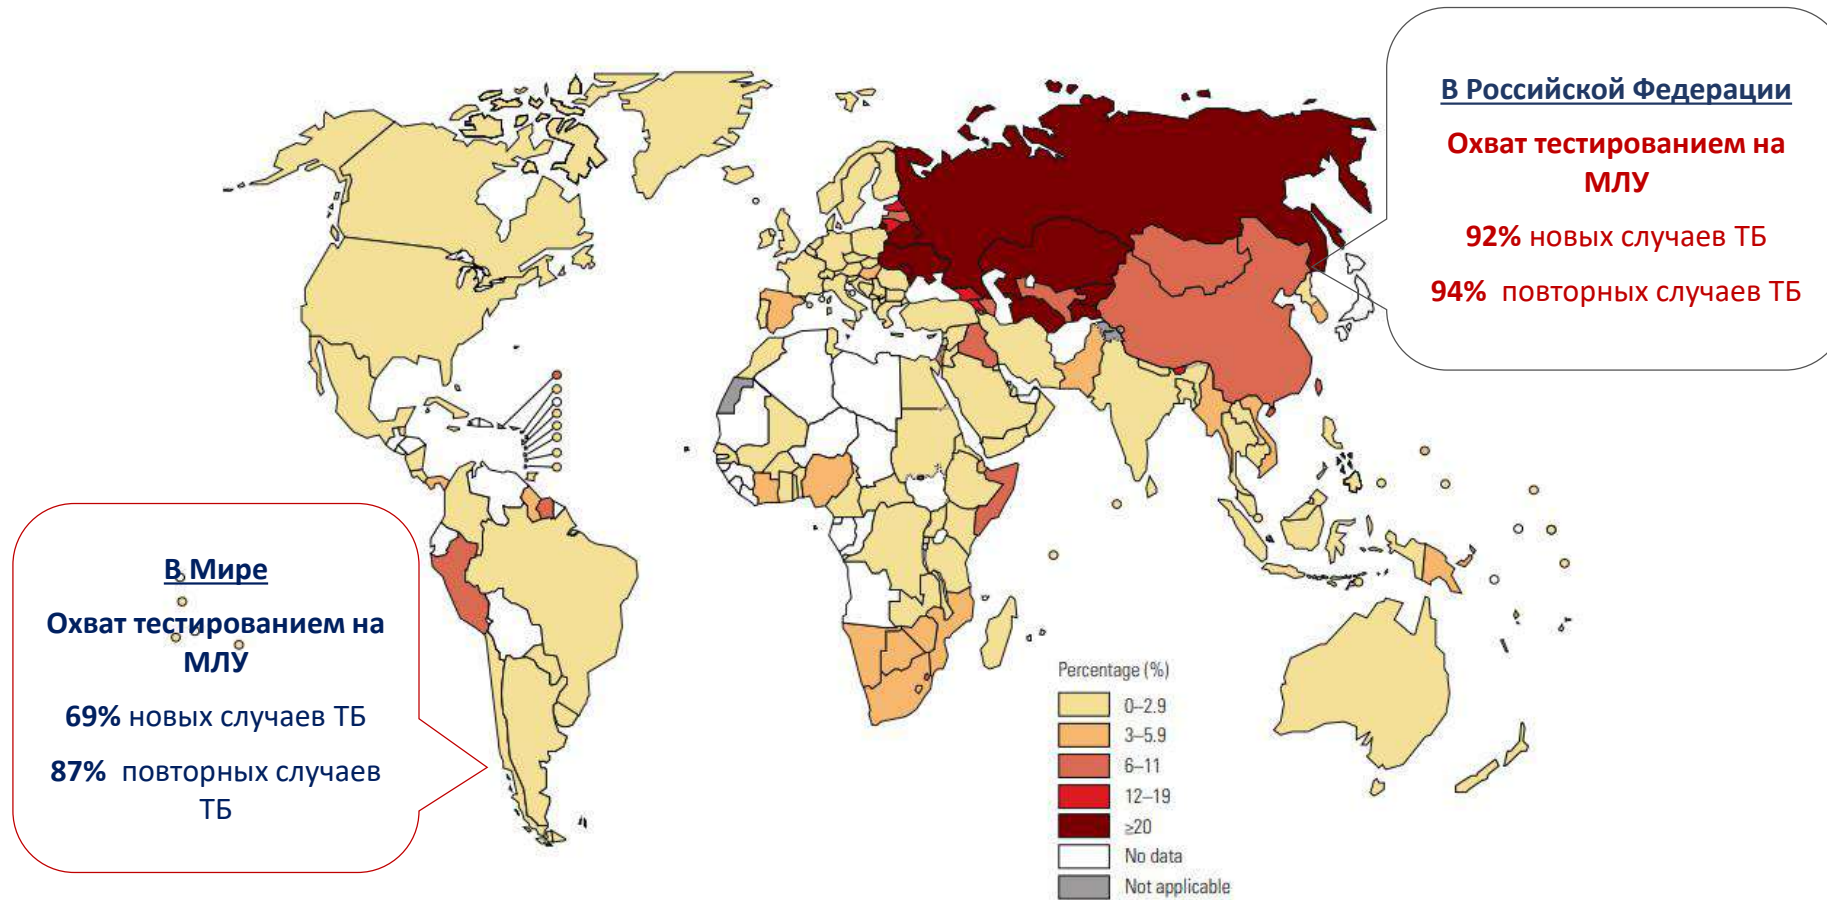 В Российской Федерации
Охват тестированием на
МЛУ
92% новых случаев ТБ
94% повторных случаев ТБ
В Мире
Охват тестированием на
МЛУ
69% новых случаев ТБ
87% повторных случаев
ТБ
Percentage (%)
0–2.9
3–5.9
6–11
12–19
≥20
No data
Not applicable